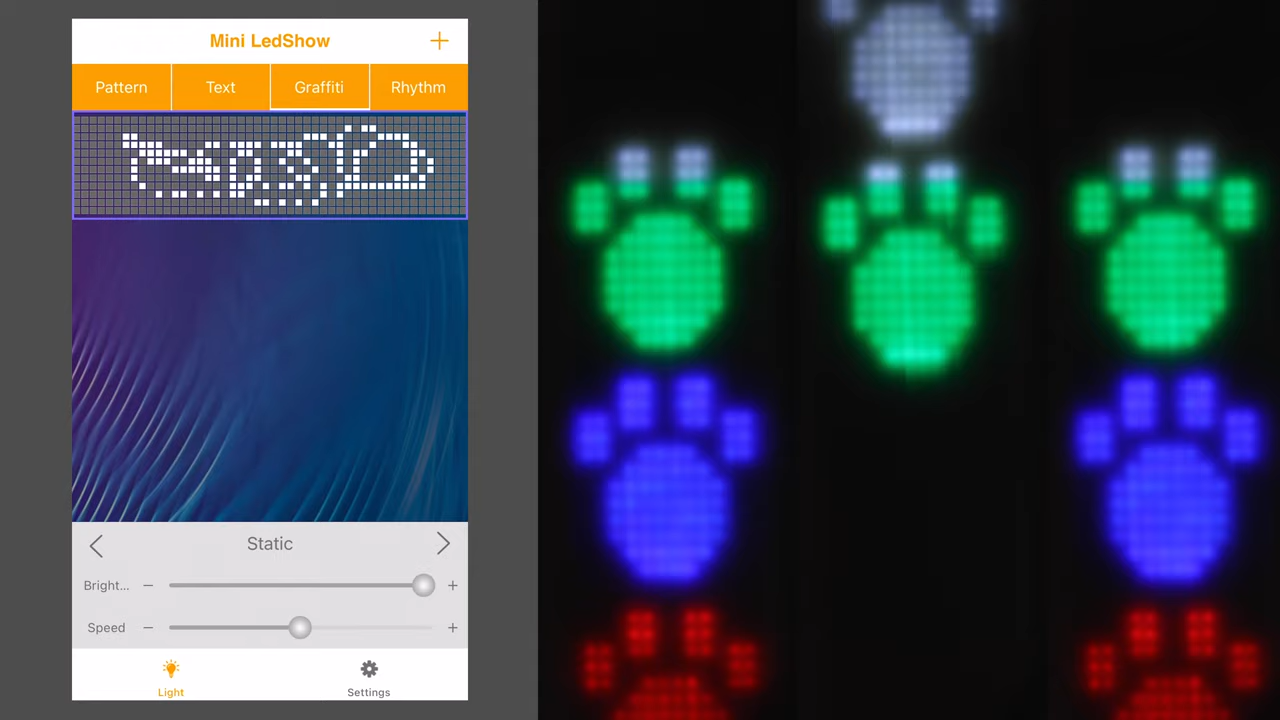 Mini LedShow +
Pattern Text Graffiti Rhythm
Static
Bright... − +
Speed − +
Light Settings